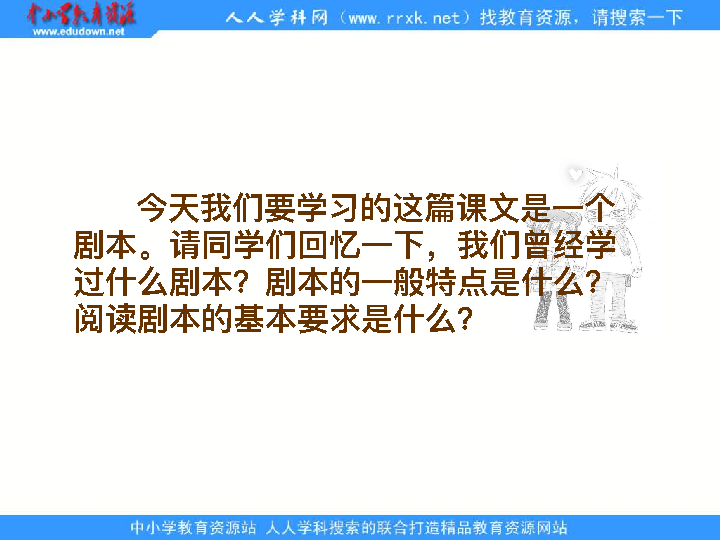 中小学教育资源
www.edudown.net
人人学科网（www.rrxk.net）找教育资源，请搜索一下
今天我们要学习的这篇课文是一个
剧本。请同学们回忆一下，我们曾经学
过什么剧本？剧本的一般特点是什么？
阅读剧本的基本要求是什么？
中小学教育资源站 人人学科搜索的联合打造精品教育资源网站